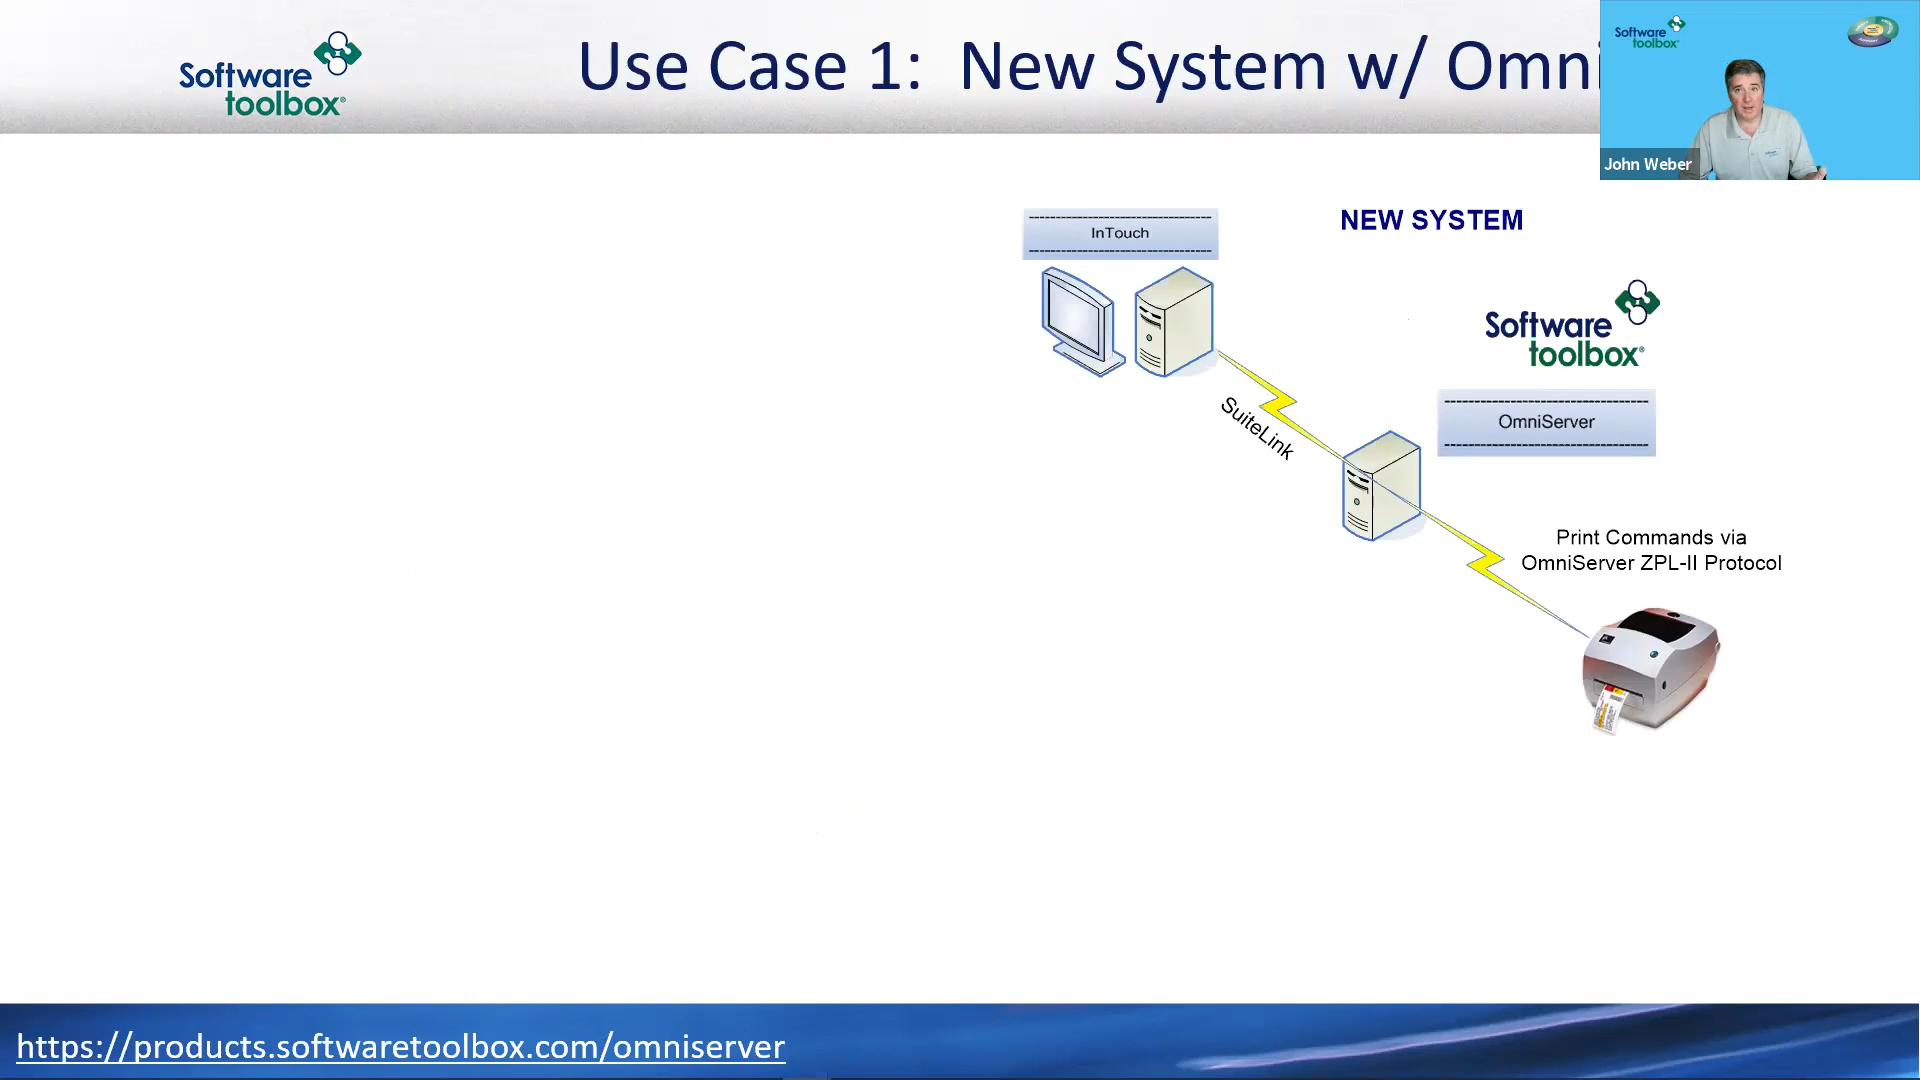 Software
toolbox®
Use Case 1:  New System w/ Omni
Software
toolbox
John Weber
InTouch
NEW SYSTEM
Software
toolbox®
SuiteLink
OmniServer
Print Commands via
OmniServer ZPL-II Protocol
https://products.softwaretoolbox.com/omniserver